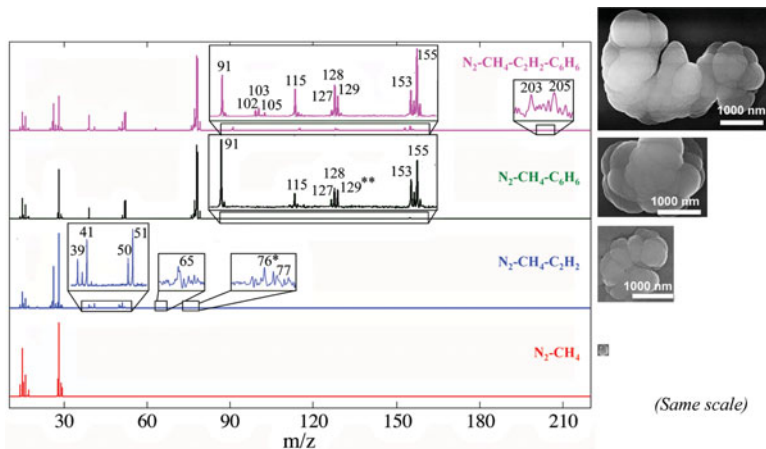 155
91
N₂-CH₄-C₂H₂-C₆H₆
103
115
128
153
203 205
102 105
127 129
1000 nm
91
155
N₂-CH₄-C₆H₆
128
153
115
127 129**
1000 nm
41
51
39
50
65
76*
77
N₂-CH₄-C₂H₂
1000 nm
N₂-CH₄
(Same scale)
30 60 90 120 150 180 210
m/z